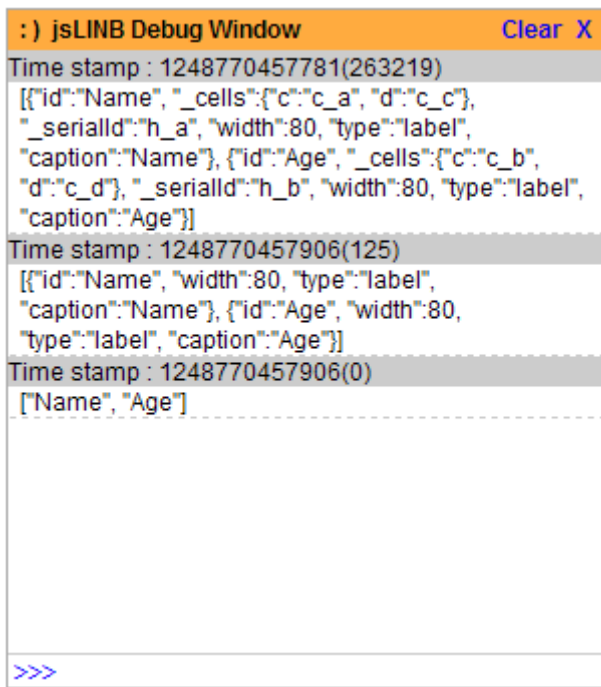 :) jsLINB Debug Window Clear X
Time stamp : 1248770457781(263219)
[{"id":"Name", "_cells":{"c":"c_a", "d":"c_c"},
"_serialId":"h_a", "width":80, "type":"label",
"caption":"Name"}, {"id":"Age", "_cells":{"c":"c_b",
"d":"c_d"}, "_serialId":"h_b", "width":80, "type":"label",
"caption":"Age"}]
Time stamp : 1248770457906(125)
[{"id":"Name", "width":80, "type":"label",
"caption":"Name"}, {"id":"Age", "width":80,
"type":"label", "caption":"Age"}]
Time stamp : 1248770457906(0)
["Name", "Age"]
>>>